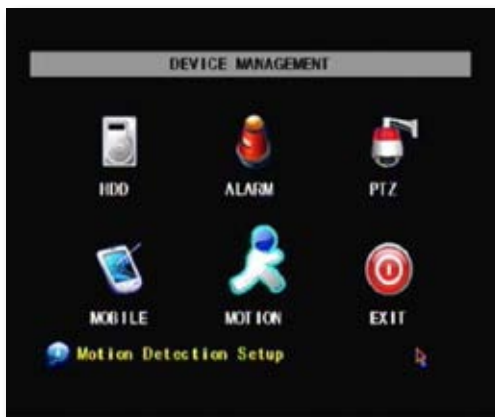 DEVICE MANAGEMENT
HDD ALARM PTZ
MOBILE MOTION EXIT
Motion Detection Setup